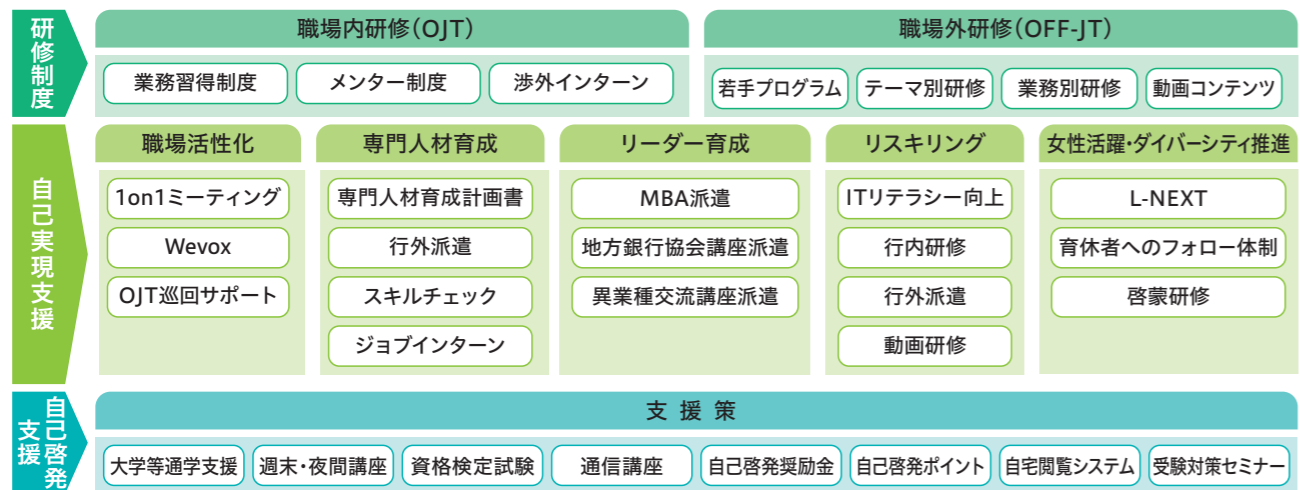 研修制度
職場内研修(OJT)
業務習得制度
メンター制度
渉外インターン
職場外研修(OFF-JT)
若手プログラム
テーマ別研修
業務別研修
動画コンテンツ
自己実現支援
職場活性化
1on1ミーティング
Wevox
OJT巡回サポート
専門人材育成
専門人材育成計画書
行外派遣
スキルチェック
ジョブインターン
リーダー育成
MBA派遣
地方銀行協会講座派遣
異業種交流講座派遣
リスキリング
ITリテラシー向上
行内研修
行外派遣
動画研修
女性活躍・ダイバーシティ推進
L-NEXT
育休者へのフォロー体制
啓蒙研修
自己啓発
支援
支援策
大学等通学支援
週末・夜間講座
資格検定試験
通信講座
自己啓発奨励金
自己啓発ポイント
自宅閲覧システム
受験対策セミナー